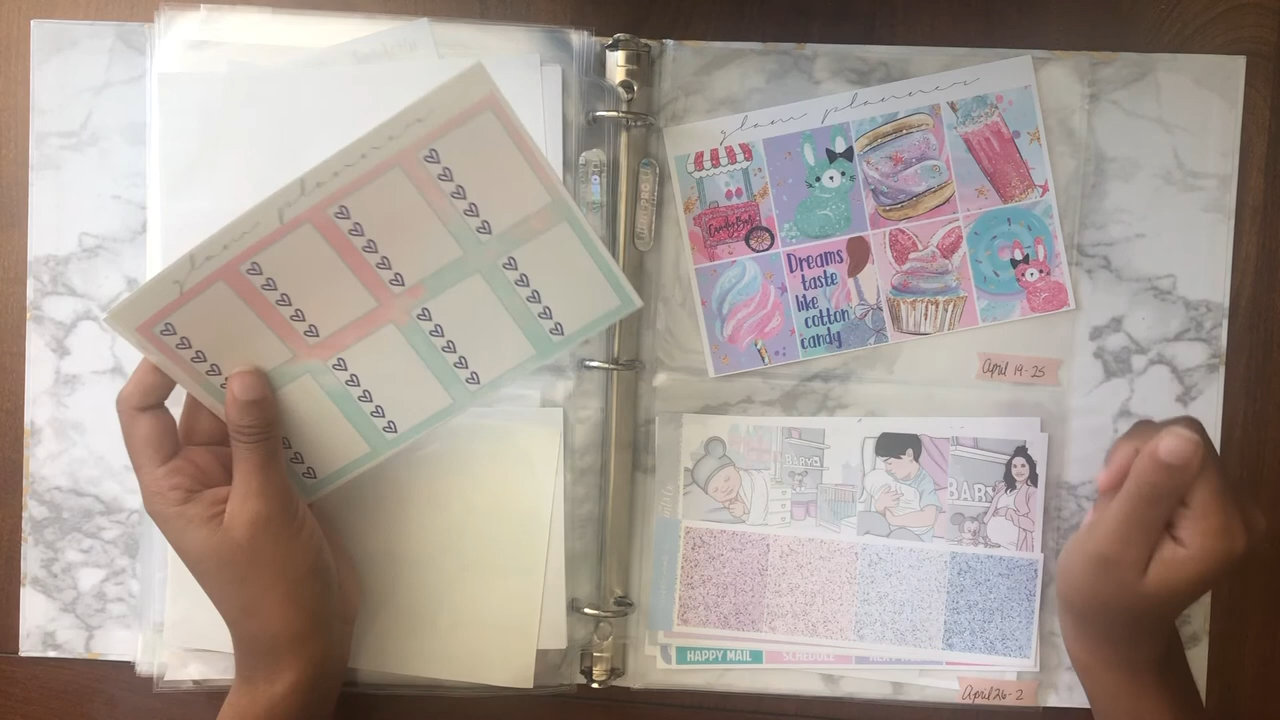 glam planner
glam planner
Candy Bar
Dreams
taste
like
cotton
candy
April 19-25
BABY
BABY
HAPPY MAIL
SCHEDULE
April 26-2